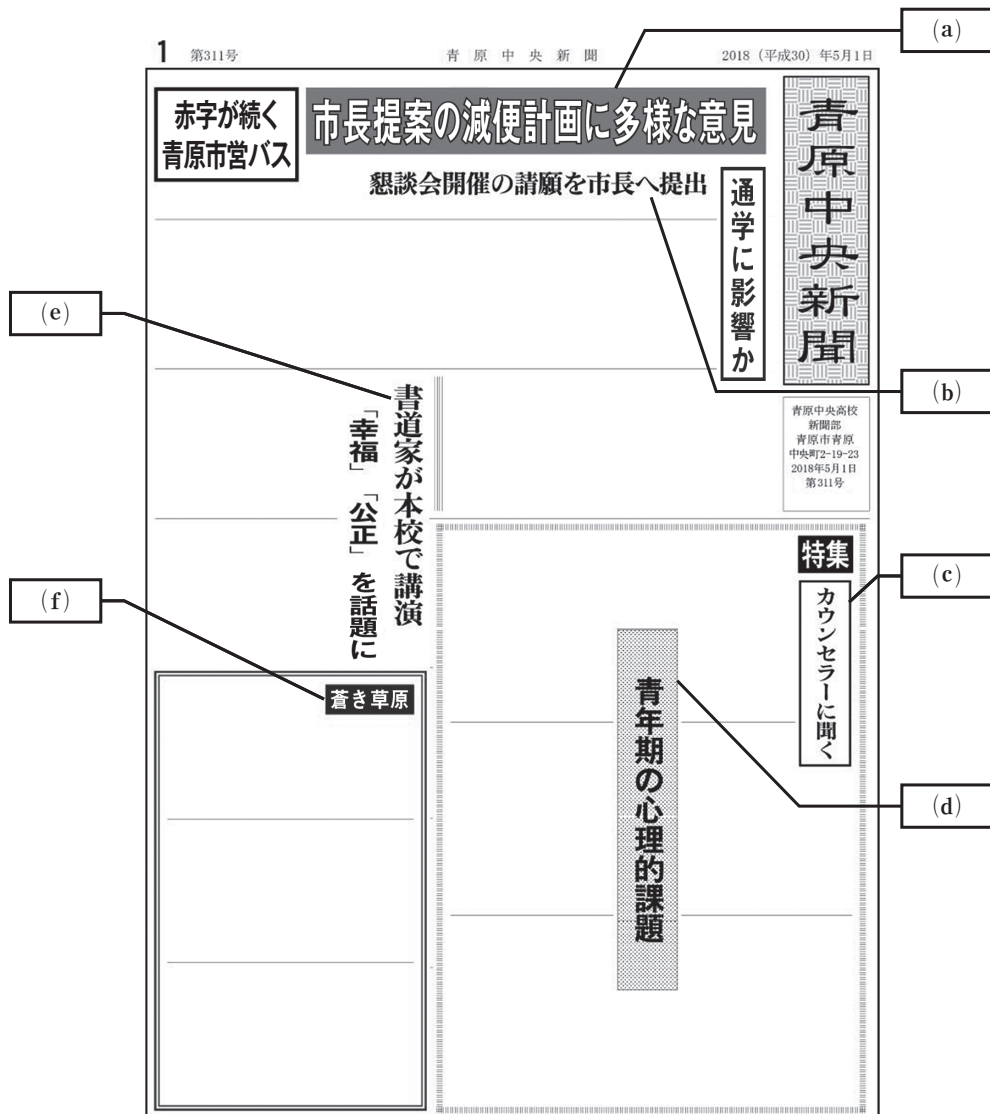 1 第311号 青原中央新聞 2018（平成30）年5月1日
青原中央新聞
青原中央高校
新聞部
青原市青原
中央町2-19-23
2018年5月1日
第311号
赤字が続く
青原市営バス
市長提案の減便計画に多様な意見
(a)
懇談会開催の請願を市長へ提出
(b)
通学に影響か
書道家が本校で講演
「幸福」「公正」を話題に
(e)
特集
カウンセラーに聞く
(c)
青年期の心理的課題
(d)
蒼き草原
(f)